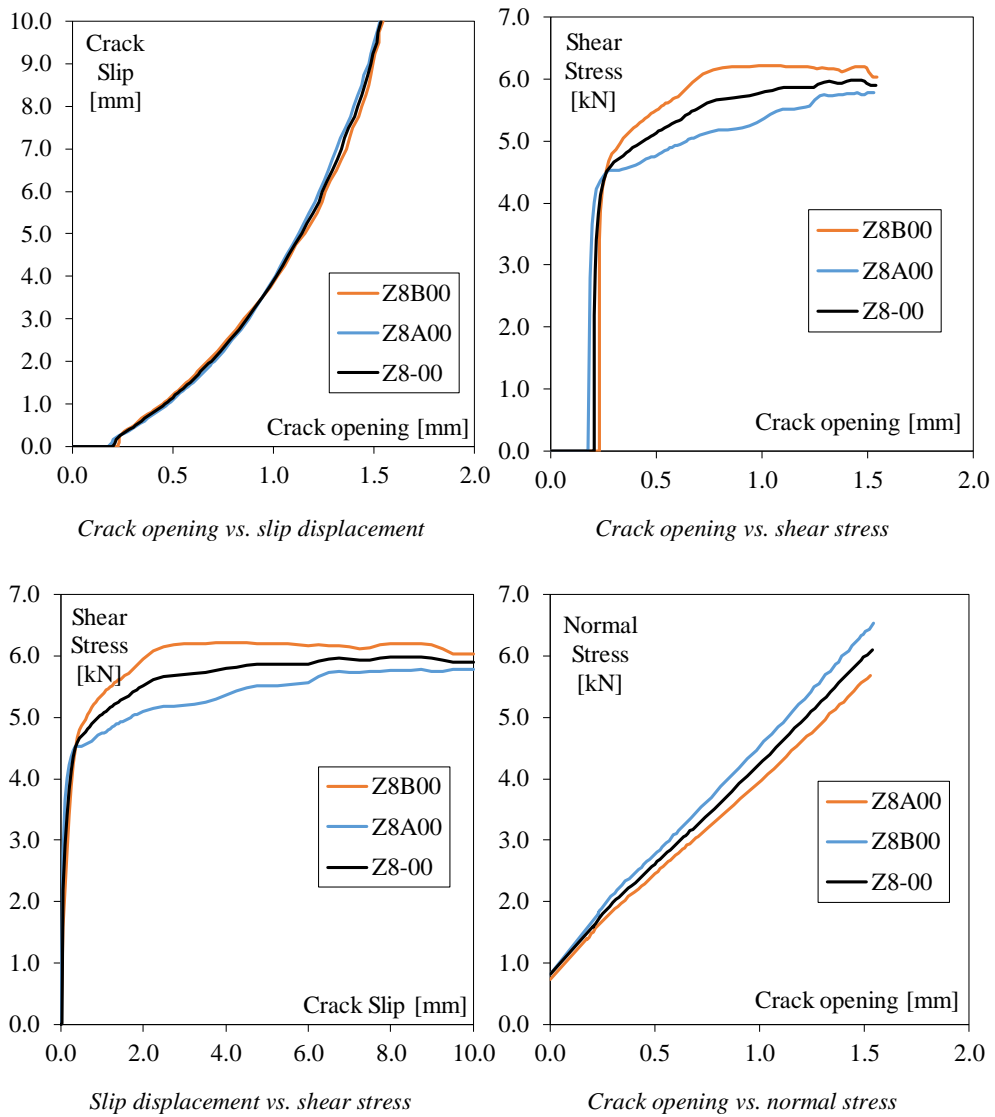 10.0
9.0
8.0
7.0
6.0
5.0
4.0
3.0
2.0
1.0
0.0
Crack
Slip
[mm]
Z8B00
Z8A00
Z8-00
Crack opening [mm]
0.0 0.5 1.0 1.5 2.0
Crack opening vs. slip displacement
7.0
6.0
5.0
4.0
3.0
2.0
1.0
0.0
Shear
Stress
[kN]
Z8B00
Z8A00
Z8-00
Crack opening [mm]
0.0 0.5 1.0 1.5 2.0
Crack opening vs. shear stress
7.0
6.0
5.0
4.0
3.0
2.0
1.0
0.0
Shear
Stress
[kN]
Z8B00
Z8A00
Z8-00
Crack Slip [mm]
0.0 2.0 4.0 6.0 8.0 10.0
Slip displacement vs. shear stress
7.0
6.0
5.0
4.0
3.0
2.0
1.0
0.0
Normal
Stress
[kN]
Z8A00
Z8B00
Z8-00
Crack opening [mm]
0.0 0.5 1.0 1.5 2.0
Crack opening vs. normal stress